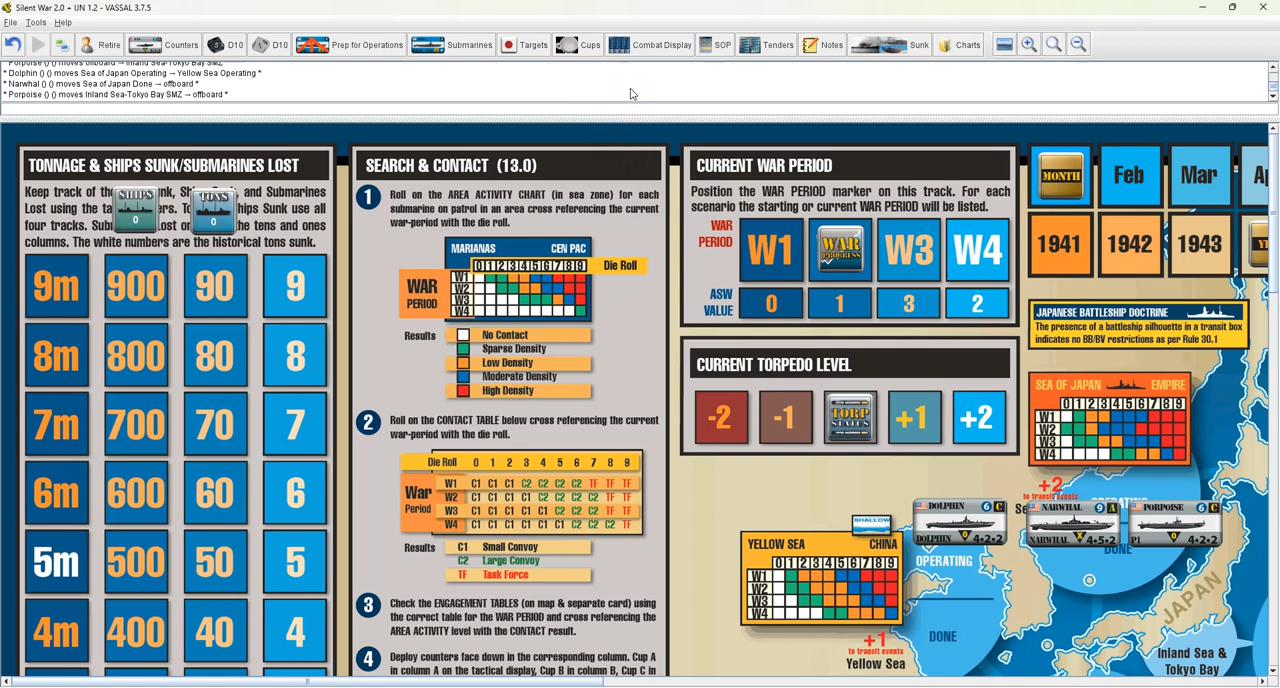 Silent War 2.0 + IJN 1.2 - VASSAL 3.7.5
File Tools Help
Retire Counters D10 D10 Prep for Operations Submarines Targets Cups Combat Display SOP Tenders Notes Sunk Charts
* Dolphin () () moves Sea of Japan Operating → Yellow Sea Operating *
* Narwhal () () moves Sea of Japan Done → offboard *
* Porpoise () () moves Inland Sea-Tokyo Bay SMZ → offboard *
TONNAGE & SHIPS SUNK/SUBMARINES LOST
SHIPS
0
TONS
0
The white numbers are the historical tons sunk.
9m 900 90 9
8m 800 80 8
7m 700 70 7
6m 600 60 6
5m 500 50 5
4m 400 40 4
SEARCH & CONTACT (13.0)
1
Roll on the AREA ACTIVITY CHART (in sea zone) for each
submarine on patrol in an area cross referencing the current
war-period with the die roll.
MARIANAS CEN PAC
0 1 2 3 4 5 6 7 8 9 Die Roll
WAR PERIOD
W1
W2
W3
W4
Results
No Contact
Sparse Density
Low Density
Moderate Density
High Density
2
Roll on the CONTACT TABLE below cross referencing the current
war-period with the die roll.
Die Roll 0 1 2 3 4 5 6 7 8 9
War Period
W1 C1 C1 C1 C2 C2 C2 C2 TF TF TF
W2 C1 C1 C1 C1 C2 C2 C2 C2 TF TF
W3 C1 C1 C1 C1 C1 C2 C2 C2 TF TF
W4 C1 C1 C1 C1 C1 C1 C2 C2 C2 TF
Results
C1 Small Convoy
C2 Large Convoy
TF Task Force
3
Check the ENGAGEMENT TABLES (on map & separate card) using
the correct table for the WAR PERIOD and cross referencing the
AREA ACTIVITY level with the CONTACT result.
4
Deploy counters face down in the corresponding column. Cup A
in column A on the tactical display, Cup B in column B, Cup C in
CURRENT WAR PERIOD
Position the WAR PERIOD marker on this track. For each
scenario the starting or current WAR PERIOD will be listed.
WAR PERIOD
W1 WAR PROGRESS W3 W4
ASW VALUE
0 1 3 2
CURRENT TORPEDO LEVEL
-2 -1 TORP STATUS +1 +2
MONTH Feb Mar
1941 1942 1943
JAPANESE BATTLESHIP DOCTRINE
The presence of a battleship silhouette in a transit box
indicates no BB/BV restrictions as per Rule 30.1
SEA OF JAPAN EMPIRE
0 1 2 3 4 5 6 7 8 9
W1
W2
W3
W4
+2
to transit events
DOLPHIN 6 C
DOLPHIN 0 4-2-2
NARWHAL 9 A
NARWHAL X 4-5-2
PORPOISE 6 C
P1 0 4-2-2
DONE
SHALLOW
YELLOW SEA CHINA
0 1 2 3 4 5 6 7 8 9
W1
W2
W3
W4
+1
to transit events
Yellow Sea
OPERATING
DONE
JAPAN
Inland Sea &
Tokyo Bay